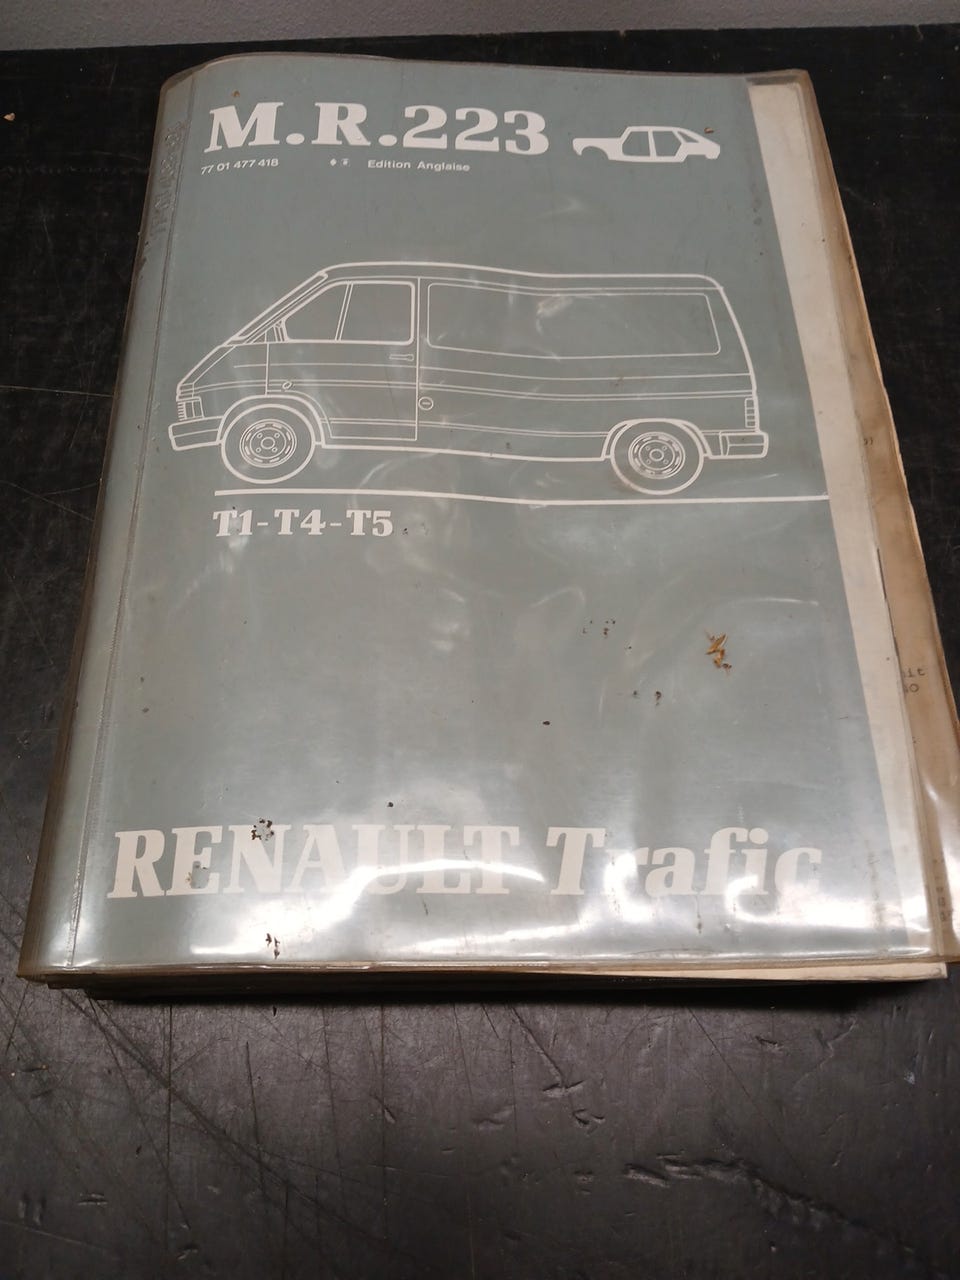 M.R.223
77 01 477 418
Edition Anglaise
T1-T4-T5
RENAULT Trafic